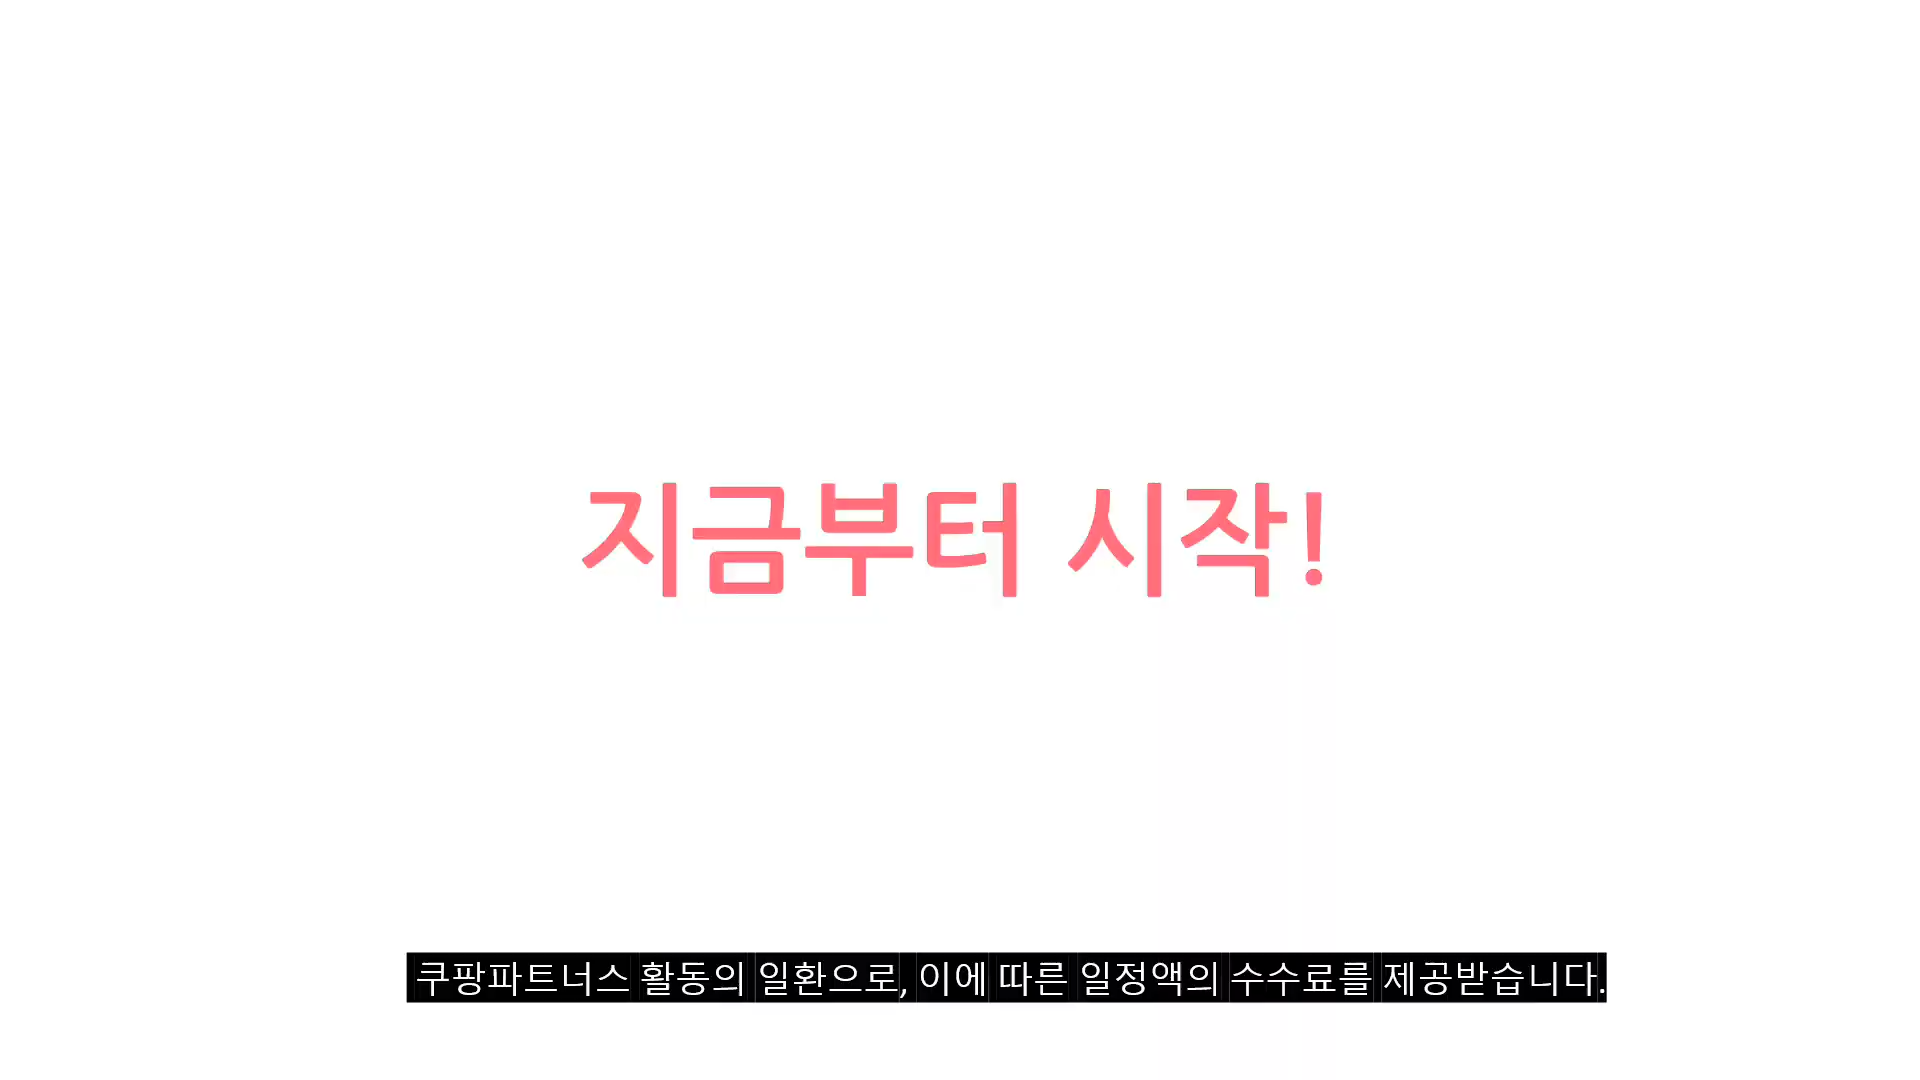 지금부터 시작!
쿠팡파트너스 활동의 일환으로, 이에 따른 일정액의 수수료를 제공받습니다.